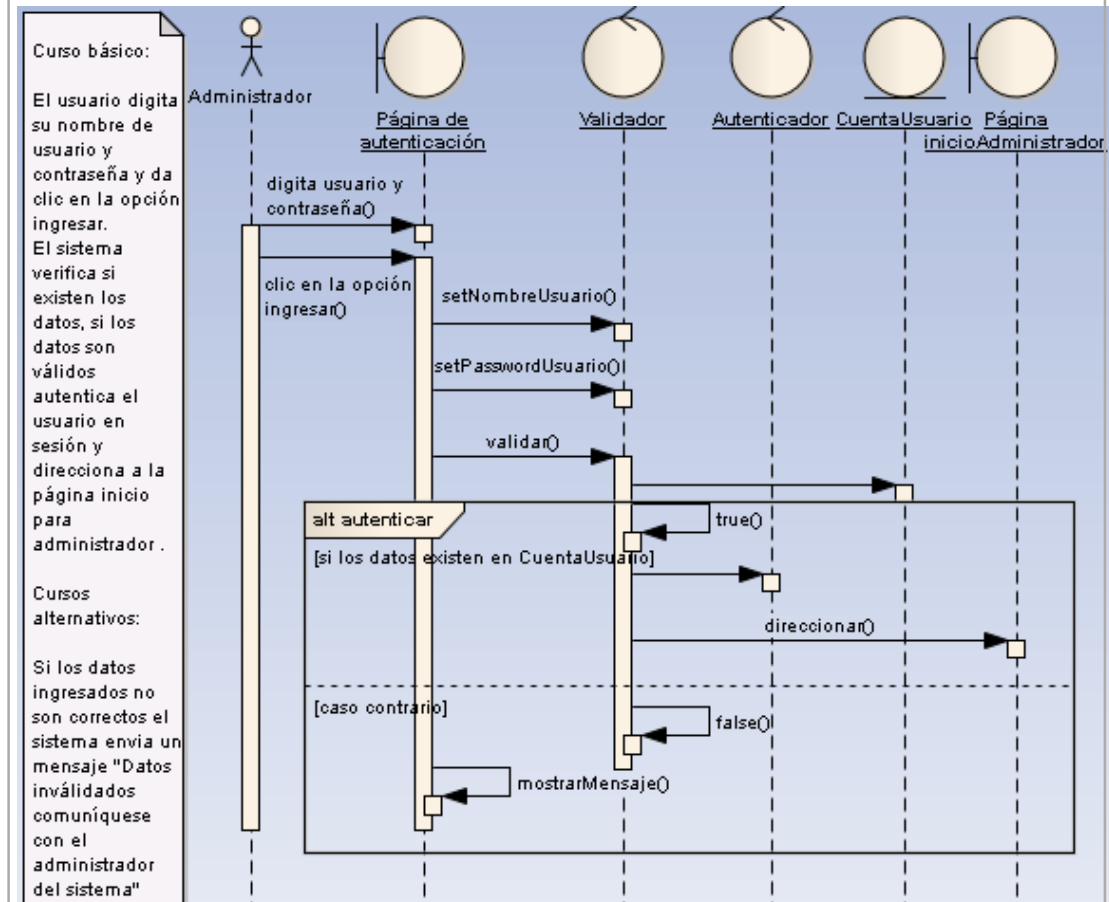 Curso básico:
El usuario digita
su nombre de
usuario y
contraseña y da
clic en la opción
ingresar.
El sistema
verifica si
existen los
datos, si los
datos son
válidos
autentica el
usuario en
sesión y
direcciona a la
página inicio
para
administrador .
Cursos
alternativos:
Si los datos
ingresados no
son correctos el
sistema envia un
mensaje "Datos
inválidados
comuníquese
con el
administrador
del sistema"
Administrador
Página de
autenticación
Validador
Autenticador
CuentaUsuario
Página
inicioAdministrador
digita usuario y
contraseña()
clic en la opción
ingresar()
setNombreUsuario()
setPasswordUsuario()
validar()
alt autenticar
true()
[si los datos existen en CuentaUsuario]
direccionar()
[caso contrario]
false()
mostrarMensaje()